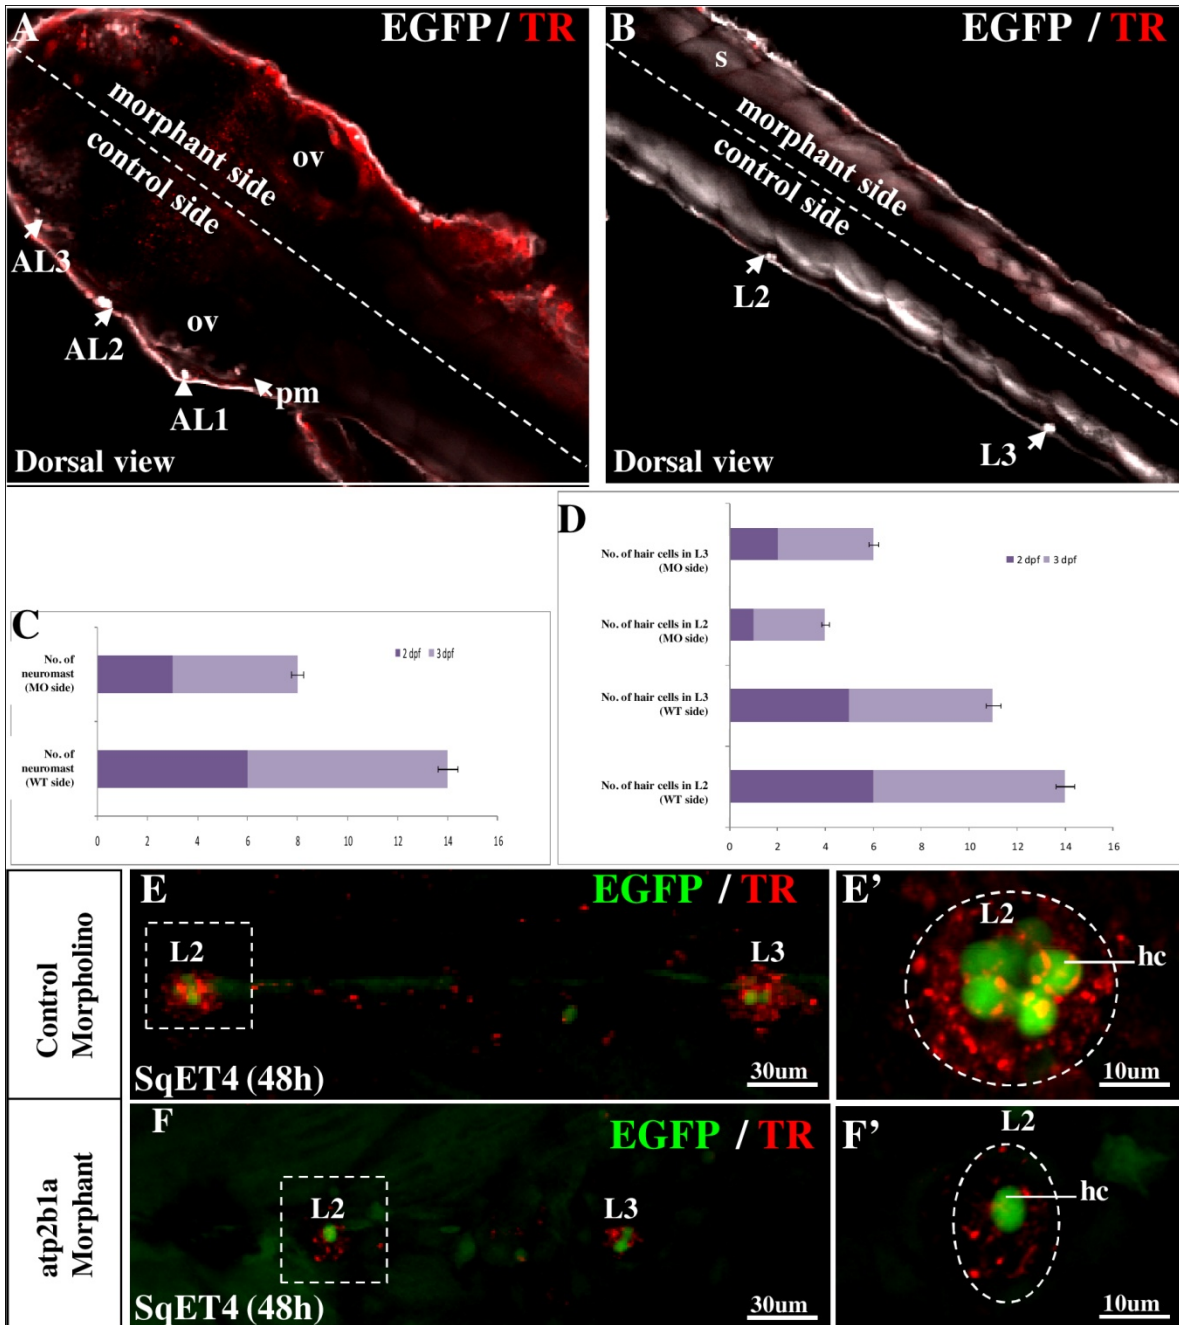 A
EGFP / TR
morphant side
control side
ov
AL3
ov
AL2
pm
AL1
Dorsal view
B
EGFP / TR
s
morphant side
control side
L2
L3
Dorsal view
C
2 dpf 3 dpf
No. of
neuromast
(MO side)
No. of
neuromast
(WT side)
0 2 4 6 8 10 12 14 16
D
2 dpf 3 dpf
No. of hair cells in L3
(MO side)
No. of hair cells in L2
(MO side)
No. of hair cells in L3
(WT side)
No. of hair cells in L2
(WT side)
0 2 4 6 8 10 12 14 16
Control
Morpholino
E
EGFP / TR
L2
L3
SqET4 (48h)
30um
E’
L2
hc
10um
atp2b1a
Morphant
F
EGFP / TR
L2
L3
SqET4 (48h)
30um
F’
L2
hc
10um